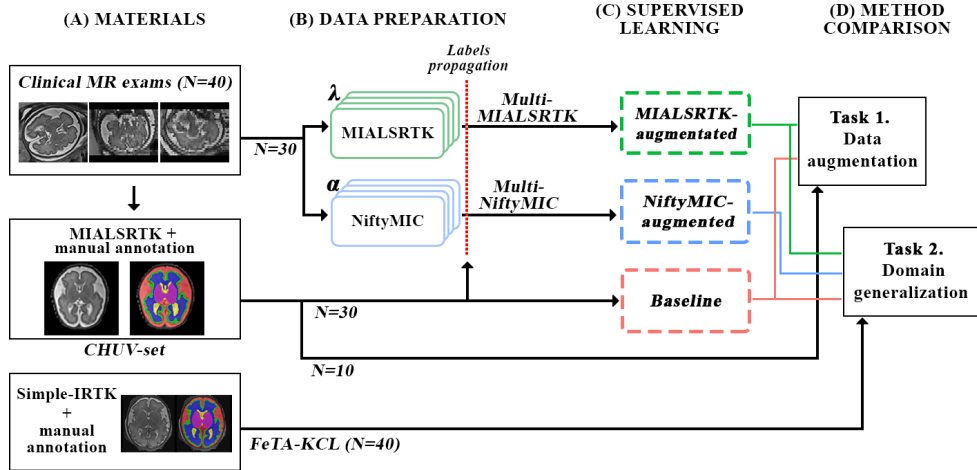 (A) MATERIALS
(B) DATA PREPARATION
(C) SUPERVISED
LEARNING
(D) METHOD
COMPARISON
Clinical MR exams (N=40)
N=30
MIALSRTK +
manual annotation
CHUV-set
Simple-IRTK
+
manual
annotation
FeTA-KCL (N=40)
Labels
propagation
λ
MIALSRTK
Multi-
MIALSRTK
α
NiftyMIC
Multi-
NiftyMIC
N=30
N=10
MIALSRTK-
augmentated
NiftyMIC-
augmented
Baseline
Task 1.
Data
augmentation
Task 2.
Domain
generalization